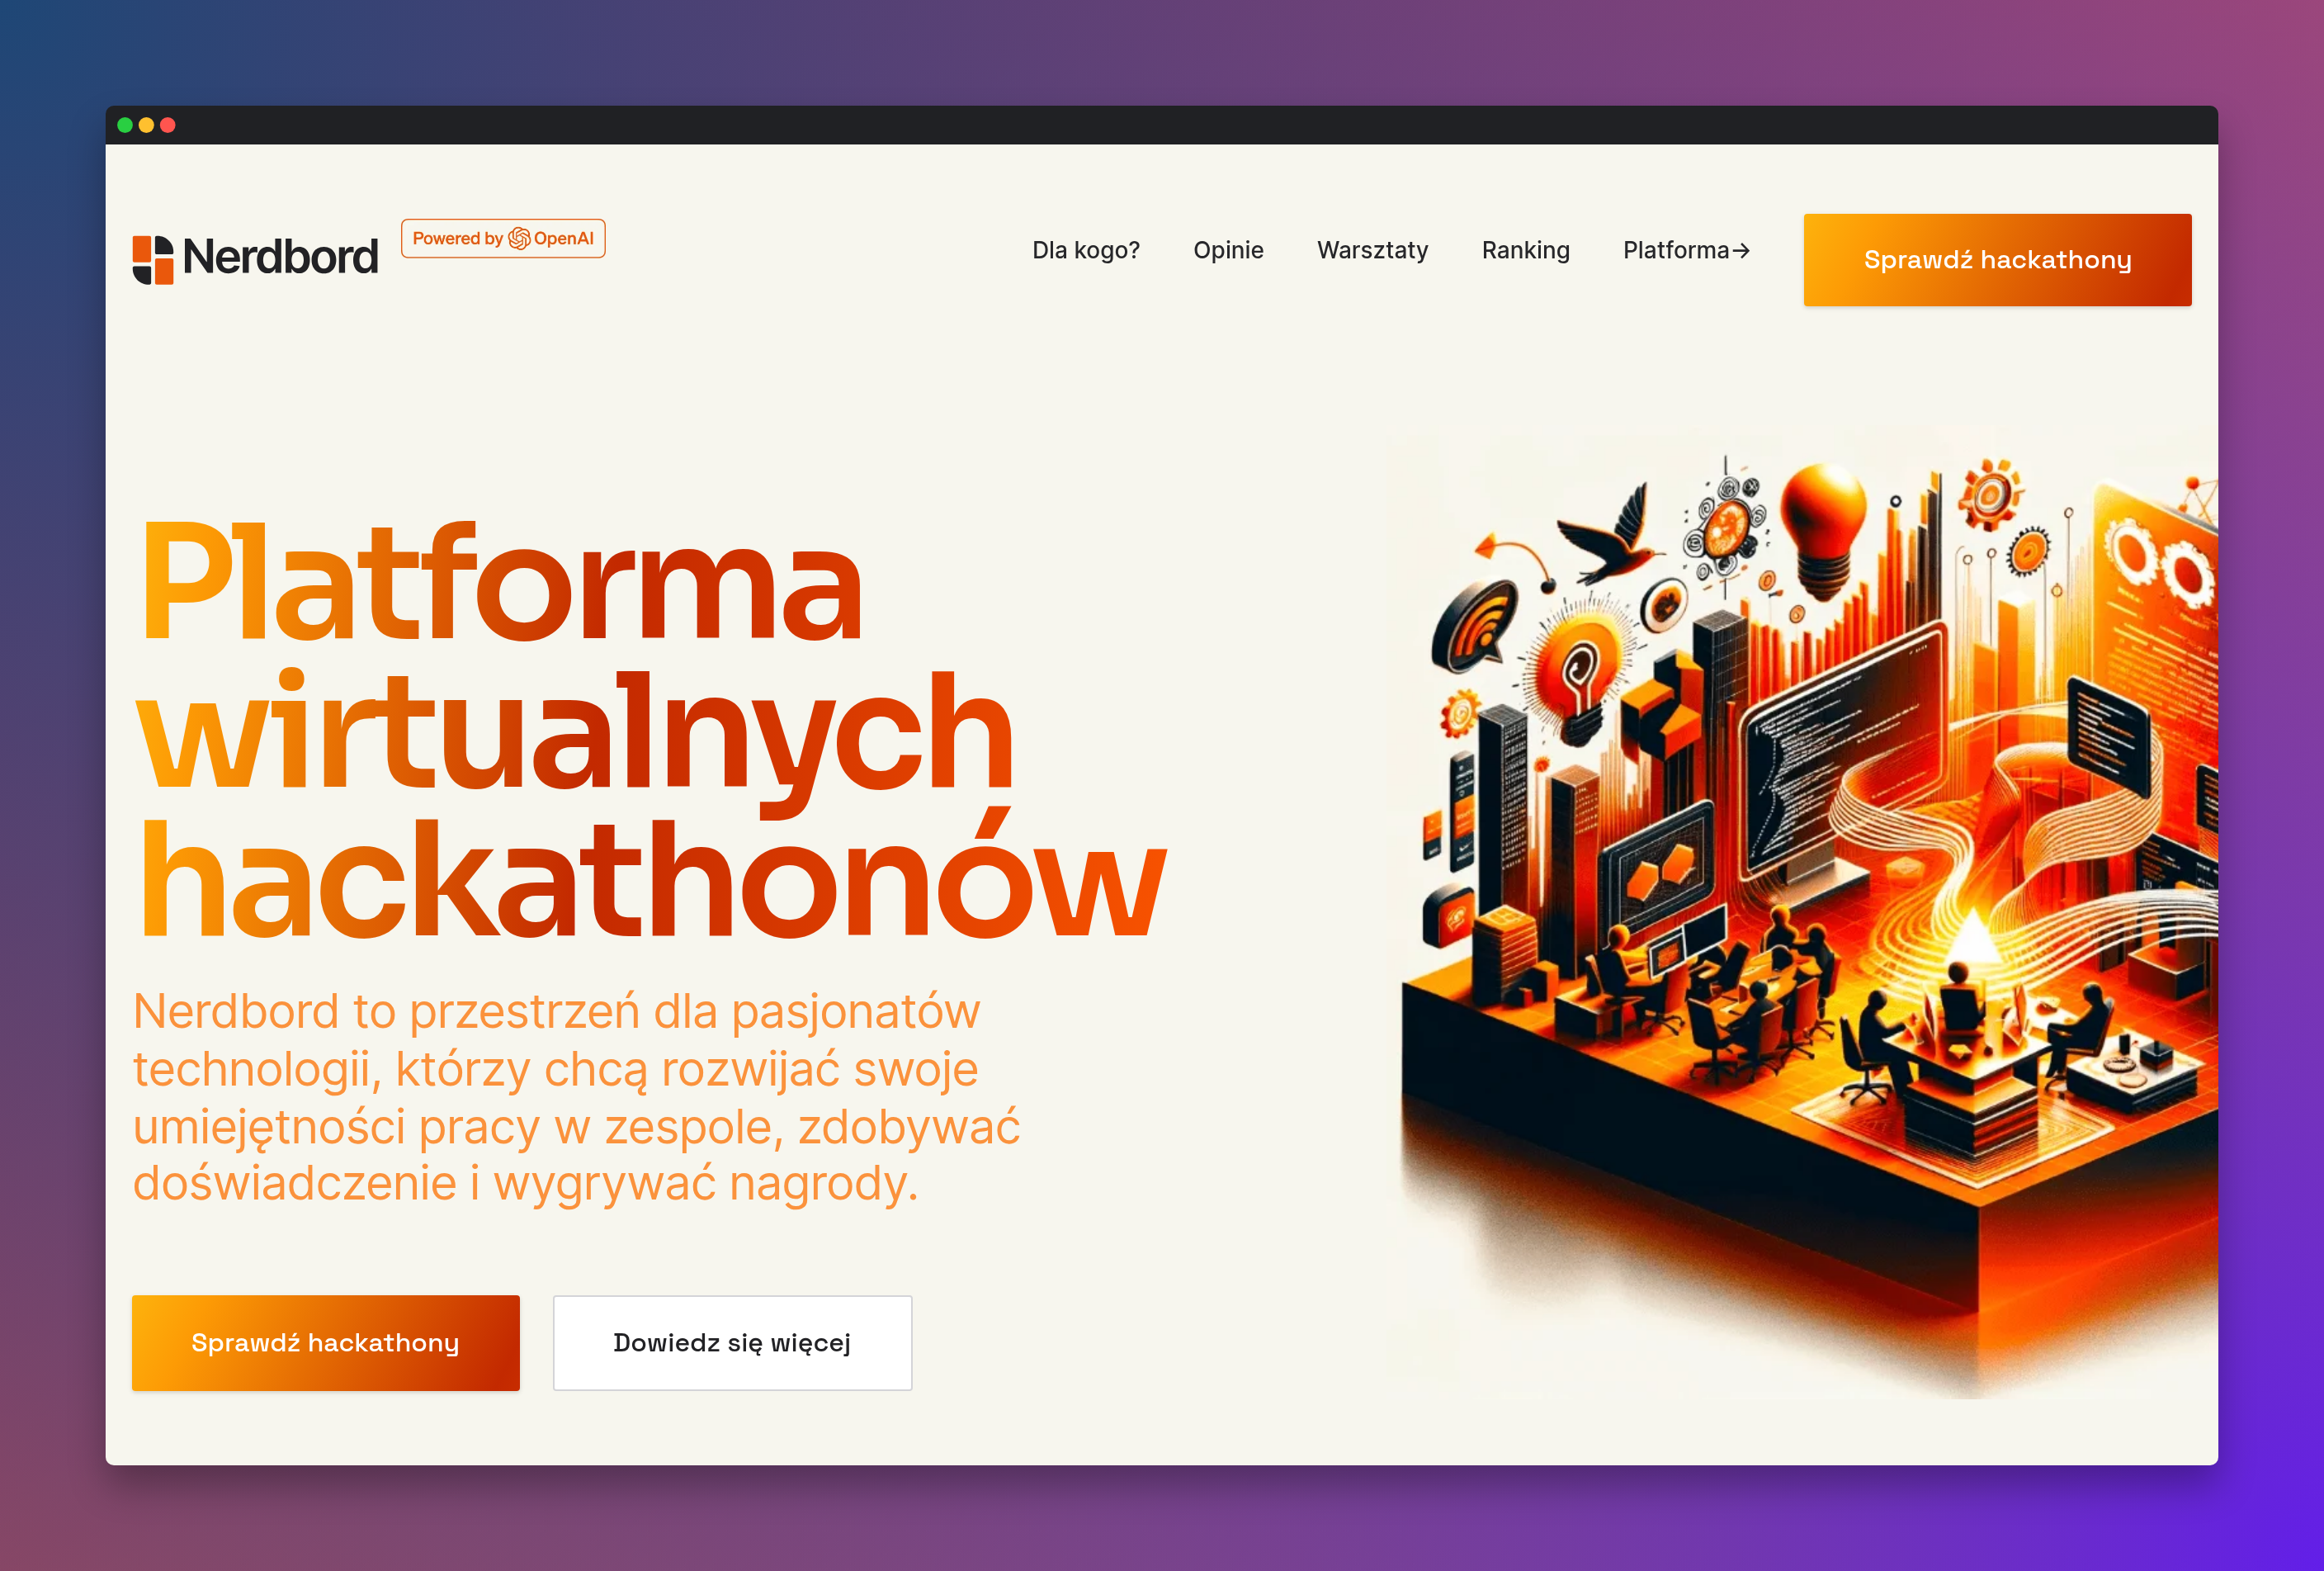 Nerdbord
Powered by OpenAI
Dla kogo?
Opinie
Warsztaty
Ranking
Platforma→
Sprawdź hackathony
Platforma
wirtualnych
hackathonów
Nerdbord to przestrzeń dla pasjonatów
technologii, którzy chcą rozwijać swoje
umiejętności pracy w zespole, zdobywać
doświadczenie i wygrywać nagrody.
Sprawdź hackathony
Dowiedz się więcej